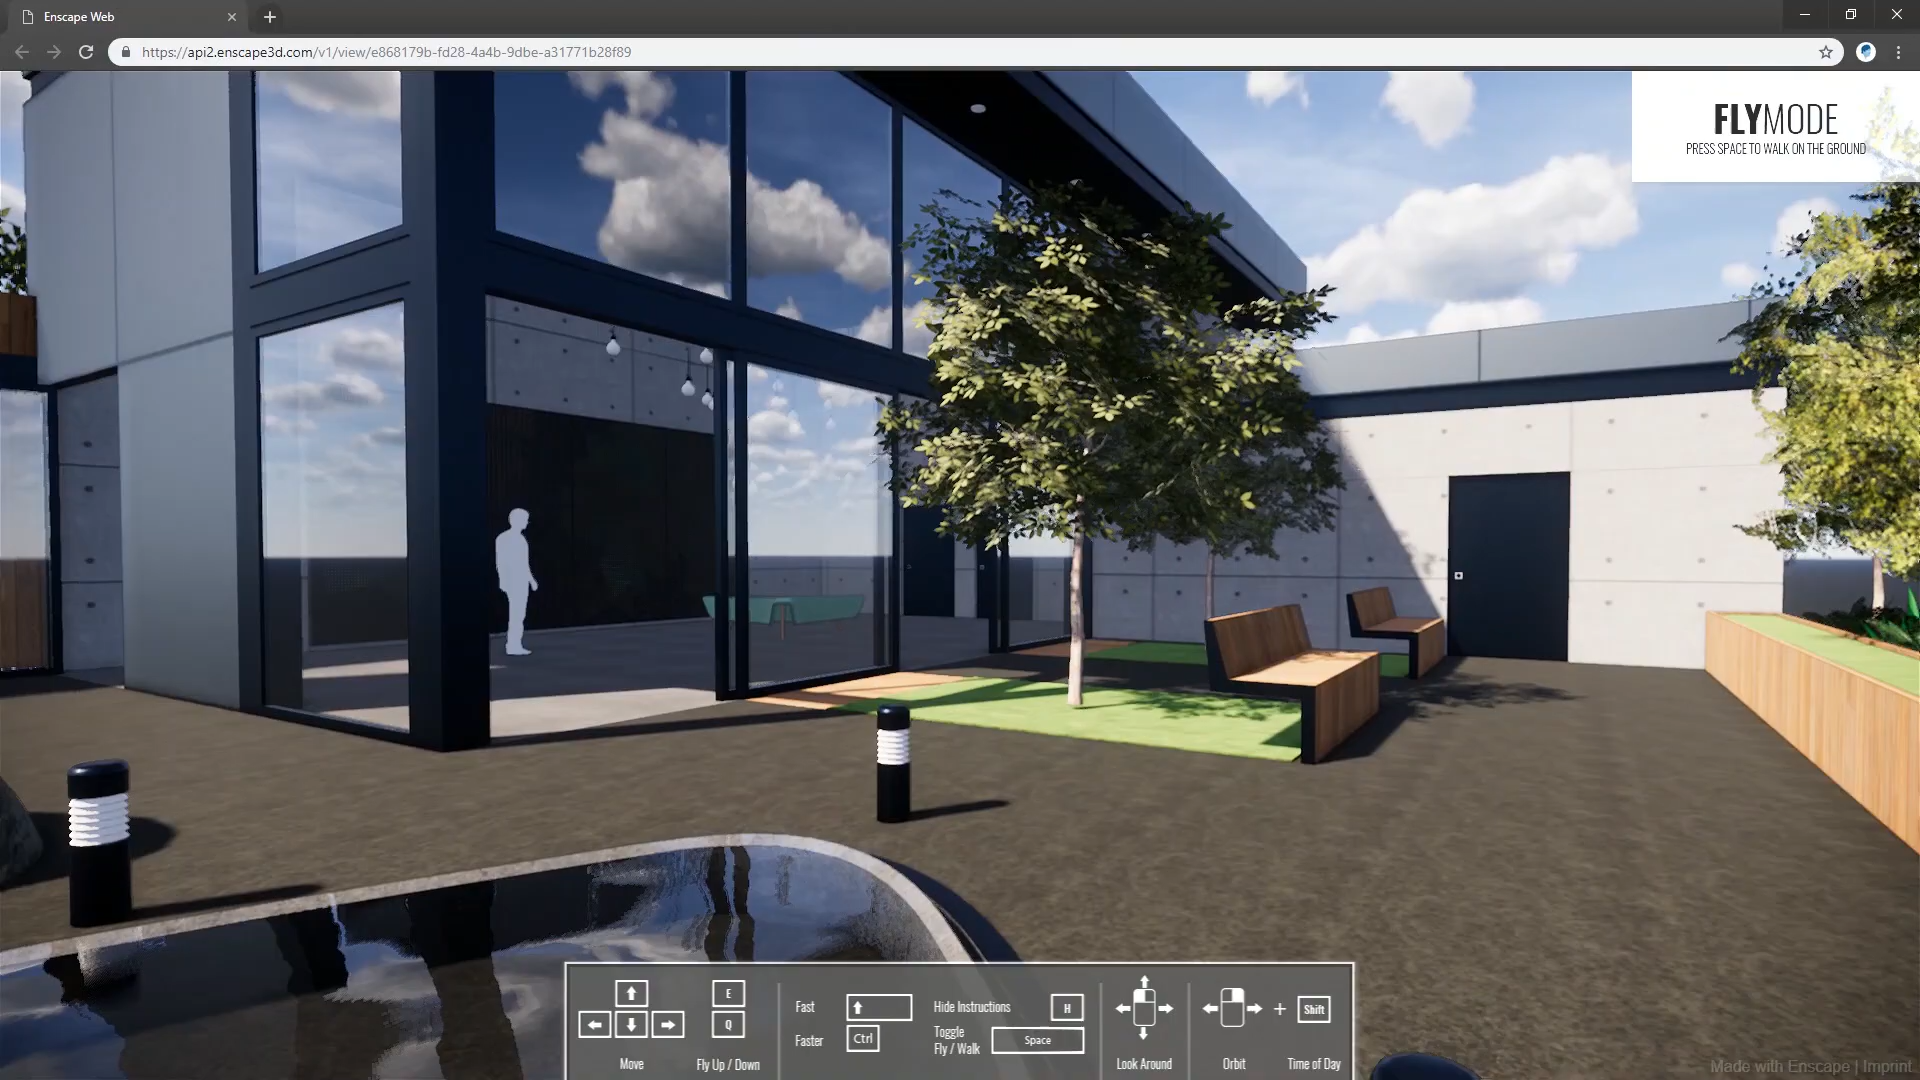 Enscape Web
https://api2.enscape3d.com/v1/view/e868179b-fd28-4a4b-9dbe-a31771b28f89
FLYMODE
PRESS SPACE TO WALK ON THE GROUND
E
Q
Move
Fly Up / Down
Fast
Faster
Ctrl
Hide Instructions
H
Toggle
Fly / Walk
Space
Look Around
Orbit
+
Shift
Time of Day
Made with Enscape | Imprint